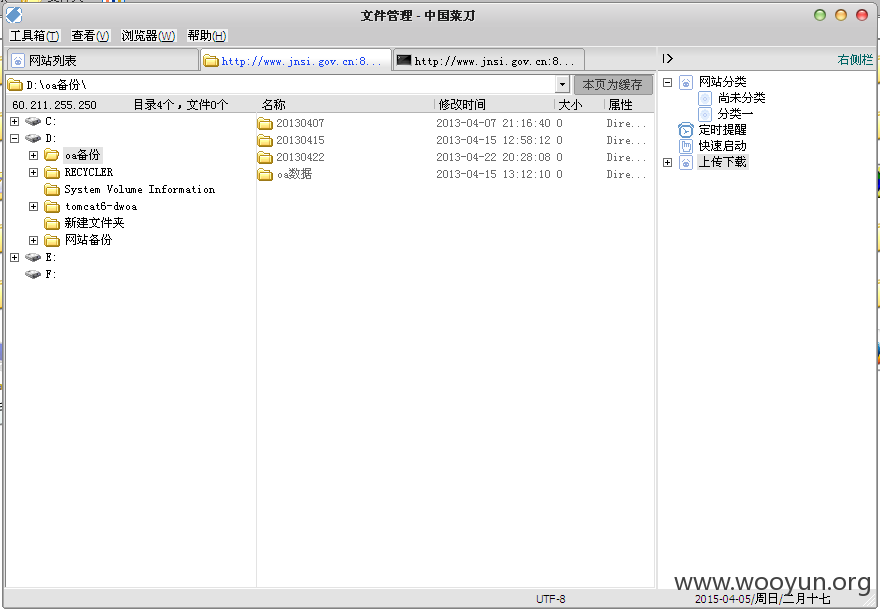 文件管理 - 中国菜刀
工具箱(T) 查看(V) 浏览器(W) 帮助(H)
网站列表 http://www.jnsi.gov.cn:8... http://www.jnsi.gov.cn:8... 右侧栏
D:\oa备份\ 本页为缓存
60.211.255.250 目录4个，文件0个 名称 修改时间 大小 属性
C:
D:
oa备份
RECYCLER
System Volume Information
tomcat6-dwoa
新建文件夹
网站备份
E:
F:
20130407 2013-04-07 21:16:40 0 Dire...
20130415 2013-04-15 12:58:12 0 Dire...
20130422 2013-04-22 20:28:08 0 Dire...
oa数据 2013-04-15 13:12:10 0 Dire...
网站分类
尚未分类
分类一
定时提醒
快速启动
上传下载
www.wooyun.org
UTF-8 2015-04-05/周日/二月十七